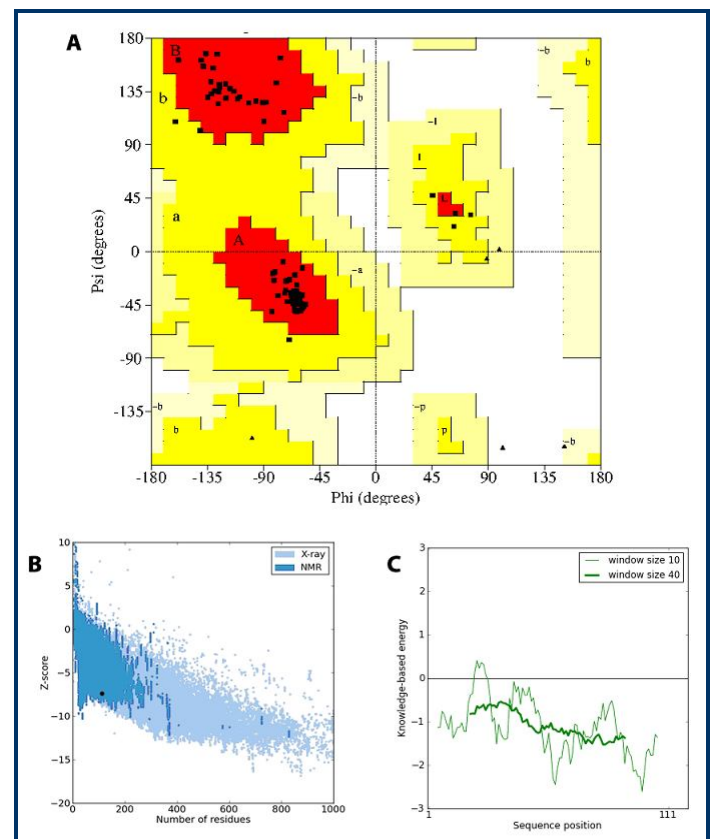 A
180
135
90
45
0
-45
-90
-135
Psi (degrees)
B
b
a
A
~b
~a
~b
b
~l
l
L
~p
p
~b
b
~b
-180
-135
-90
-45
0
45
90
135
180
Phi (degrees)
B
10
5
0
−5
−10
−15
−20
Z-score
X-ray
NMR
0
200
400
600
800
1000
Number of residues
C
3
2
1
0
−1
−2
−3
Knowledge-based energy
window size 10
window size 40
1
111
Sequence position